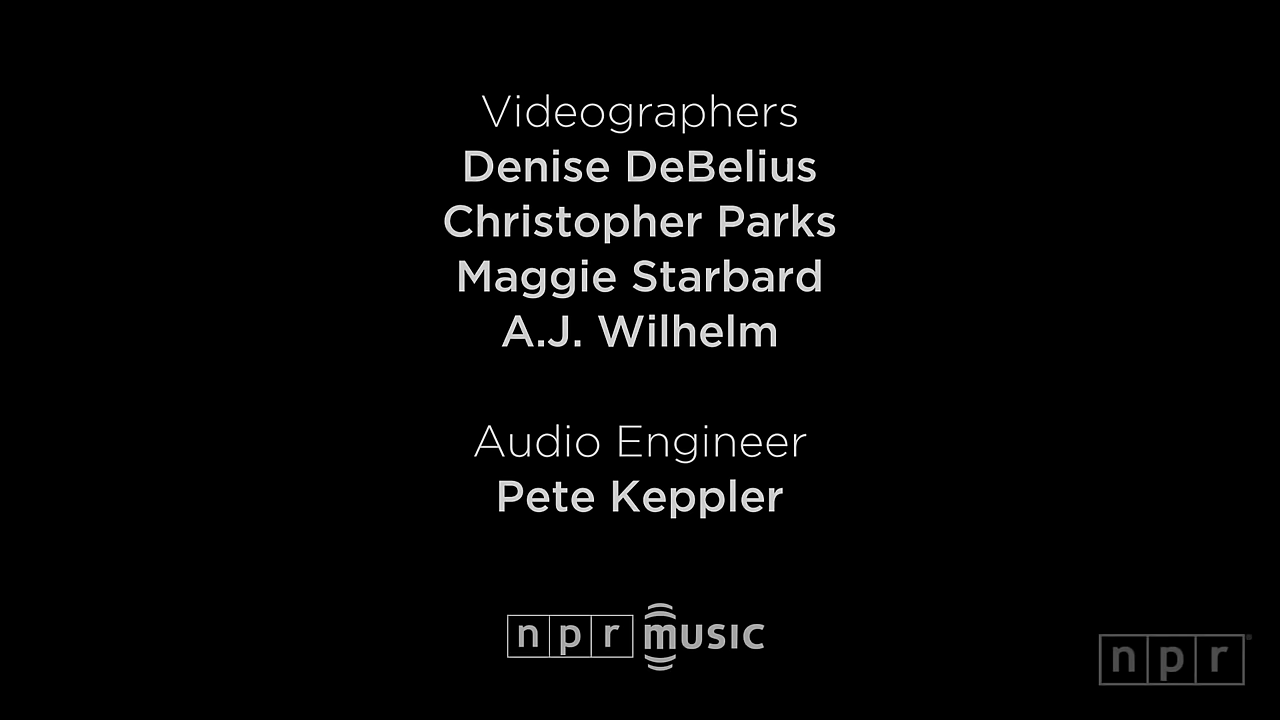 Videographers
Denise DeBelius
Christopher Parks
Maggie Starbard
A.J. Wilhelm
Audio Engineer
Pete Keppler
npr music
npr